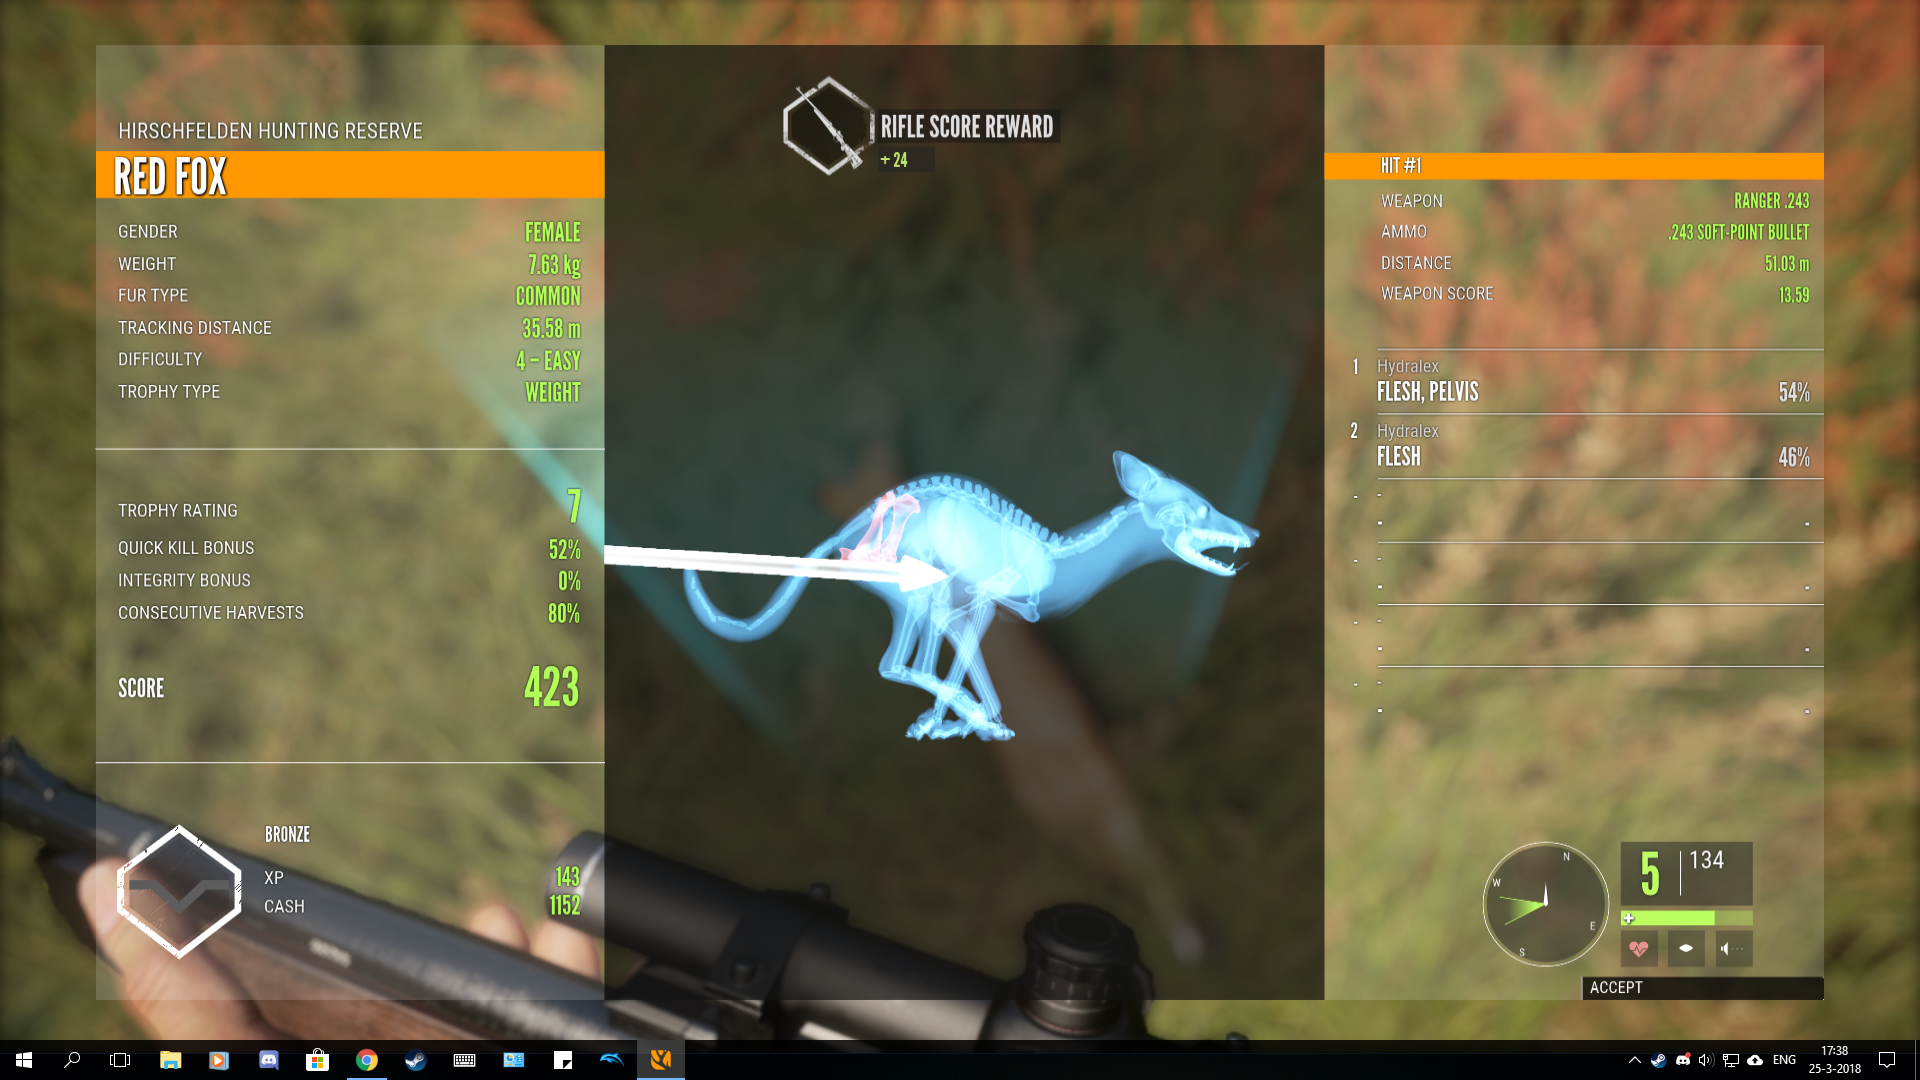 HIRSCHFELDEN HUNTING RESERVE
RED FOX
GENDER FEMALE
WEIGHT 7.63 kg
FUR TYPE COMMON
TRACKING DISTANCE 35.58 m
DIFFICULTY 4 – EASY
TROPHY TYPE WEIGHT
TROPHY RATING 7
QUICK KILL BONUS 52%
INTEGRITY BONUS 0%
CONSECUTIVE HARVESTS 80%
SCORE 423
BRONZE
XP 143
CASH 1152
RIFLE SCORE REWARD
+ 24
HIT #1
WEAPON RANGER .243
AMMO .243 SOFT-POINT BULLET
DISTANCE 51.03 m
WEAPON SCORE 13.59
1 Hydralex
FLESH, PELVIS 54%
2 Hydralex
FLESH 46%
- -
- -
- -
- -
- -
- -
- -
- -
N
W
E
S
5 134
ACCEPT
ENG
17:38
25-3-2018